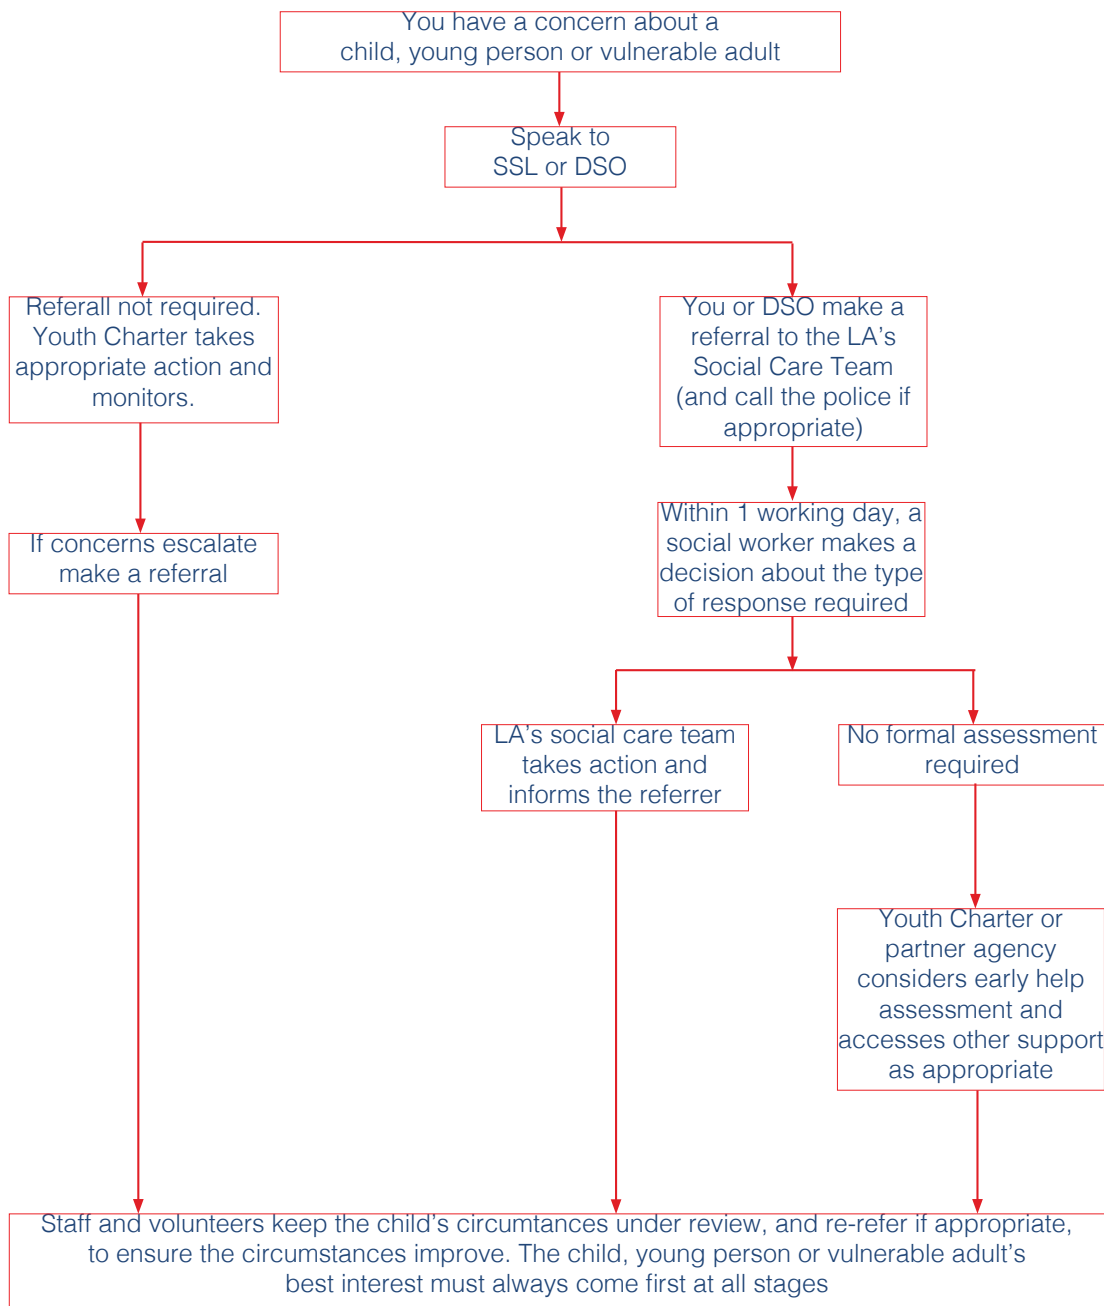 You have a concern about a
child, young person or vulnerable adult
Speak to
SSL or DSO
Referall not required.
Youth Charter takes
appropriate action and
monitors.
You or DSO make a
referral to the LA’s
Social Care Team
(and call the police if
appropriate)
If concerns escalate
make a referral
Within 1 working day, a
social worker makes a
decision about the type
of response required
LA’s social care team
takes action and
informs the referrer
No formal assessment
required
Youth Charter or
partner agency
considers early help
assessment and
accesses other support
as appropriate
Staff and volunteers keep the child’s circumtances under review, and re-refer if appropriate,
to ensure the circumstances improve. The child, young person or vulnerable adult’s
best interest must always come first at all stages